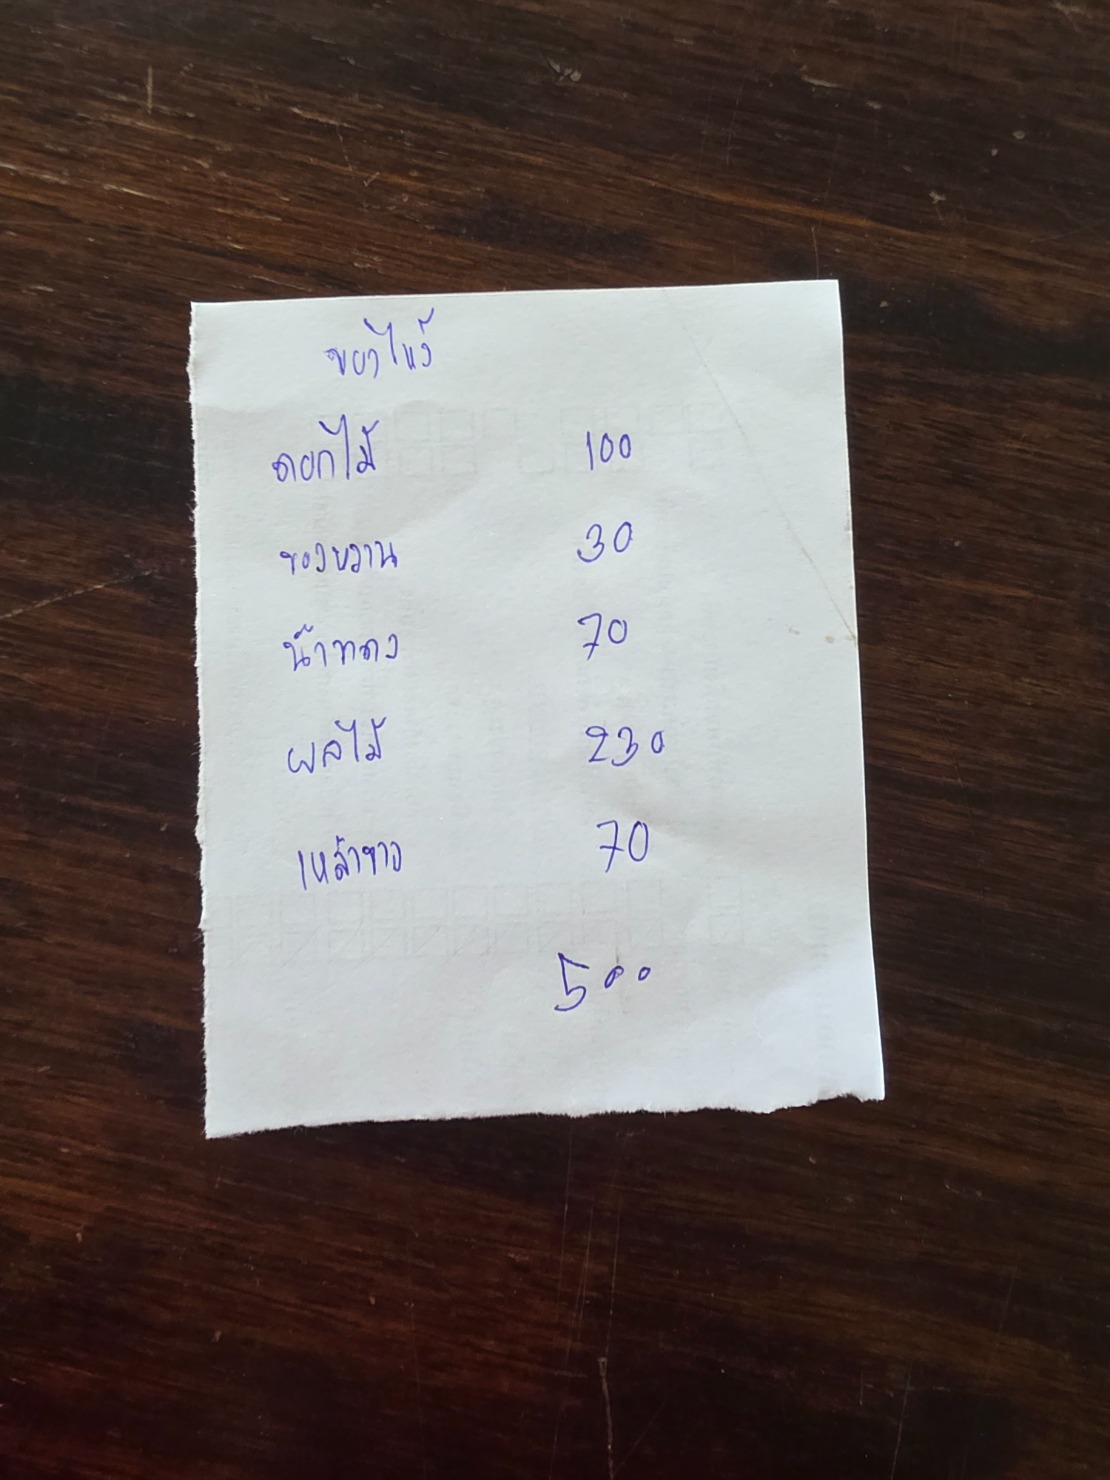 ของไหว้
ดอกไม้ 100
ของหวาน 30
น้ำแดง 70
ผลไม้ 230
เหล้าขาว 70
500